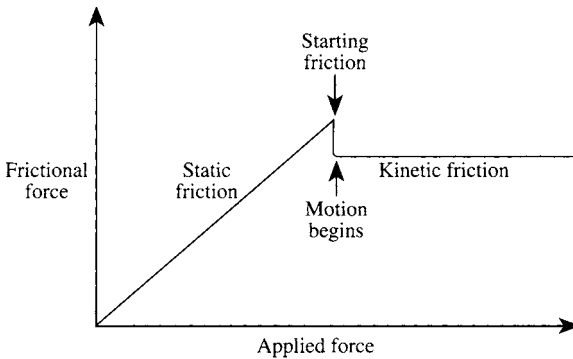 Starting
friction
Frictional
force
Static
friction
Kinetic friction
Motion
begins
Applied force